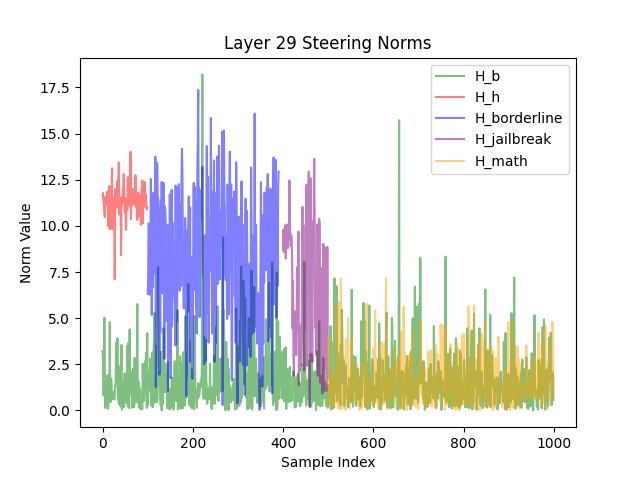 Layer 29 Steering Norms
H_b
H_h
H_borderline
H_jailbreak
H_math
Norm Value
17.5
15.0
12.5
10.0
7.5
5.0
2.5
0.0
0
200
400
600
800
1000
Sample Index